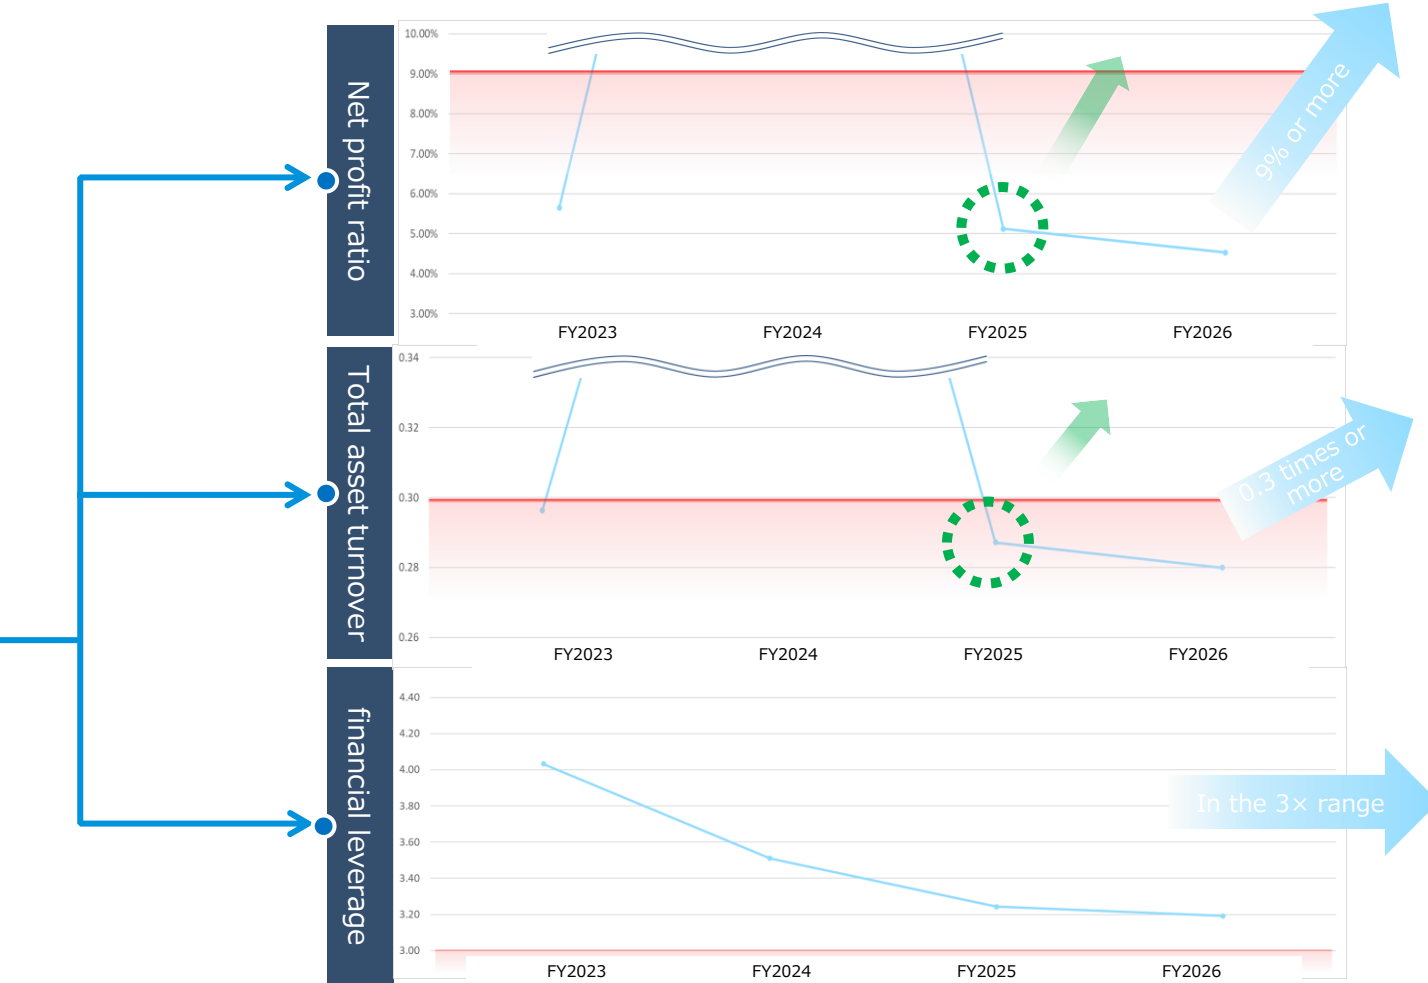 Net profit ratio
10.00%
9.00%
8.00%
7.00%
6.00%
5.00%
4.00%
3.00%
FY2023 FY2024 FY2025 FY2026
9% or more
Total asset turnover
0.34
0.32
0.30
0.28
0.26
FY2023 FY2024 FY2025 FY2026
0.3 times or
more
financial leverage
4.40
4.20
4.00
3.80
3.60
3.40
3.20
3.00
FY2023 FY2024 FY2025 FY2026
In the 3× range